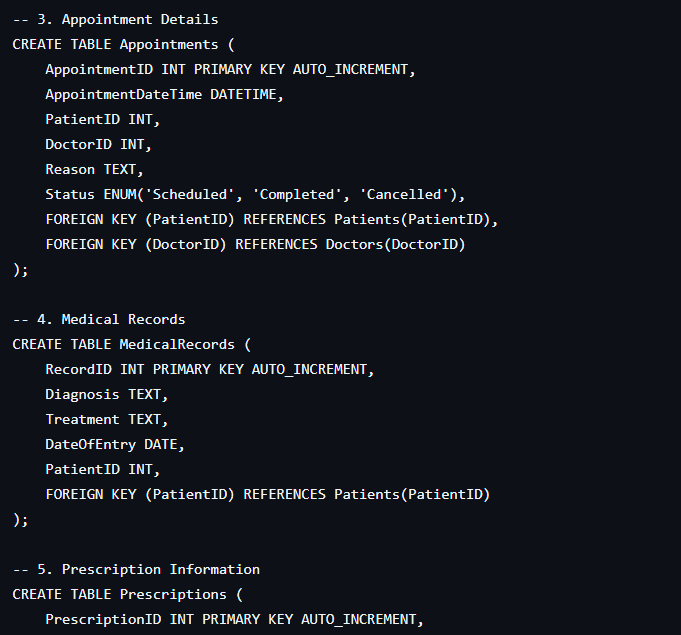 -- 3. Appointment Details
CREATE TABLE Appointments (
    AppointmentID INT PRIMARY KEY AUTO_INCREMENT,
    AppointmentDateTime DATETIME,
    PatientID INT,
    DoctorID INT,
    Reason TEXT,
    Status ENUM('Scheduled', 'Completed', 'Cancelled'),
    FOREIGN KEY (PatientID) REFERENCES Patients(PatientID),
    FOREIGN KEY (DoctorID) REFERENCES Doctors(DoctorID)
);

-- 4. Medical Records
CREATE TABLE MedicalRecords (
    RecordID INT PRIMARY KEY AUTO_INCREMENT,
    Diagnosis TEXT,
    Treatment TEXT,
    DateOfEntry DATE,
    PatientID INT,
    FOREIGN KEY (PatientID) REFERENCES Patients(PatientID)
);

-- 5. Prescription Information
CREATE TABLE Prescriptions (
    PrescriptionID INT PRIMARY KEY AUTO_INCREMENT,